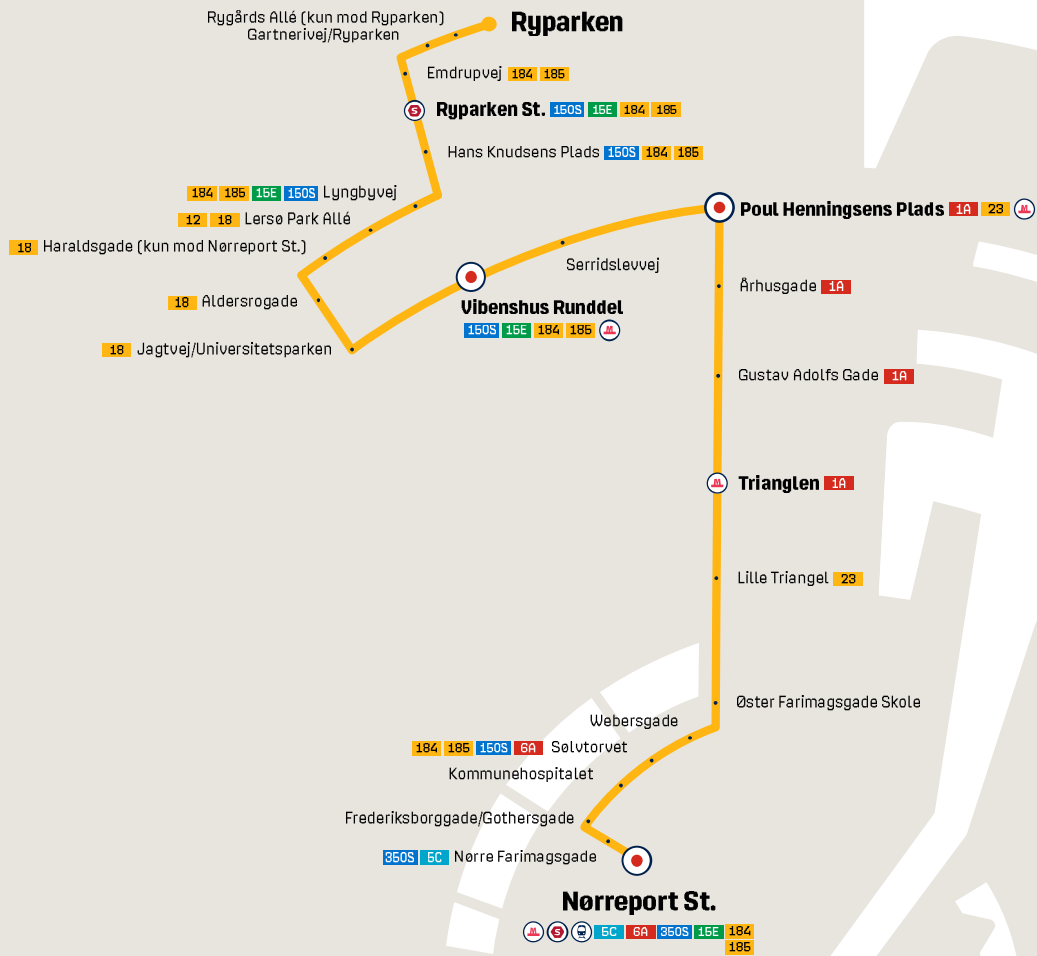 Rygårds Allé (kun mod Ryparken)
Ryparken
Gartnerivej/Ryparken
Emdrupvej 184 185
S Ryparken St. 150S 15E 184 185
Hans Knudsens Plads 150S 184 185
184 185 15E 150S Lyngbyvej
12 18 Lersø Park Allé
Poul Henningsens Plads 1A 23 M
18 Haraldsgade (kun mod Nørreport St.)
Serridslevvej
Århusgade 1A
18 Aldersrogade
Vibenshus Runddel
150S 15E 184 185 M
18 Jagtvej/Universitetsparken
Gustav Adolfs Gade 1A
M Trianglen 1A
Lille Triangel 23
Øster Farimagsgade Skole
Webersgade
184 185 150S 6A Sølvtorvet
Kommunehospitalet
Frederiksborggade/Gothersgade
350S 5C Nørre Farimagsgade
Nørreport St.
M S 5C 6A 350S 15E 184
185